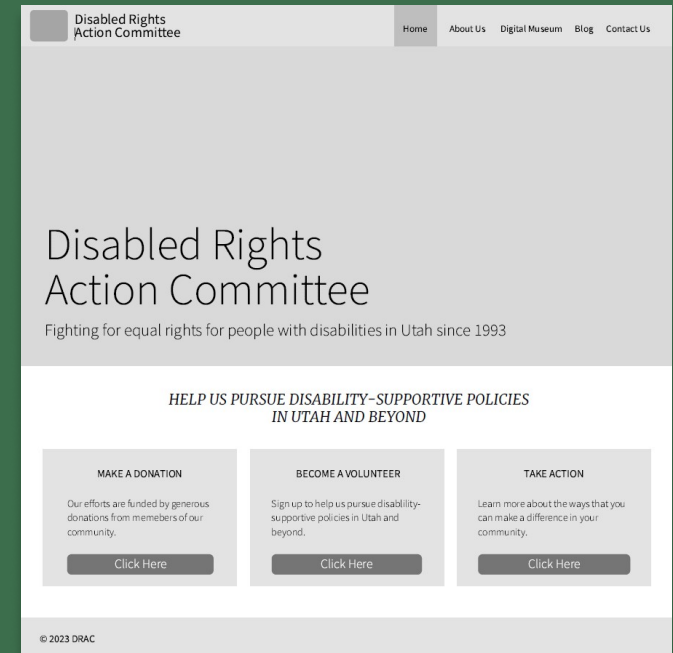 Disabled Rights
Action Committee
Home
About Us
Digital Museum
Blog
Contact Us
Disabled Rights
Action Committee
Fighting for equal rights for people with disabilities in Utah since 1993
HELP US PURSUE DISABILITY-SUPPORTIVE POLICIES
IN UTAH AND BEYOND
MAKE A DONATION
Our efforts are funded by generous
donations from memebers of our
community.
Click Here
BECOME A VOLUNTEER
Sign up to help us pursue disablility-
supportive policies in Utah and
beyond.
Click Here
TAKE ACTION
Learn more about the ways that you
can make a difference in your
community.
Click Here
© 2023 DRAC